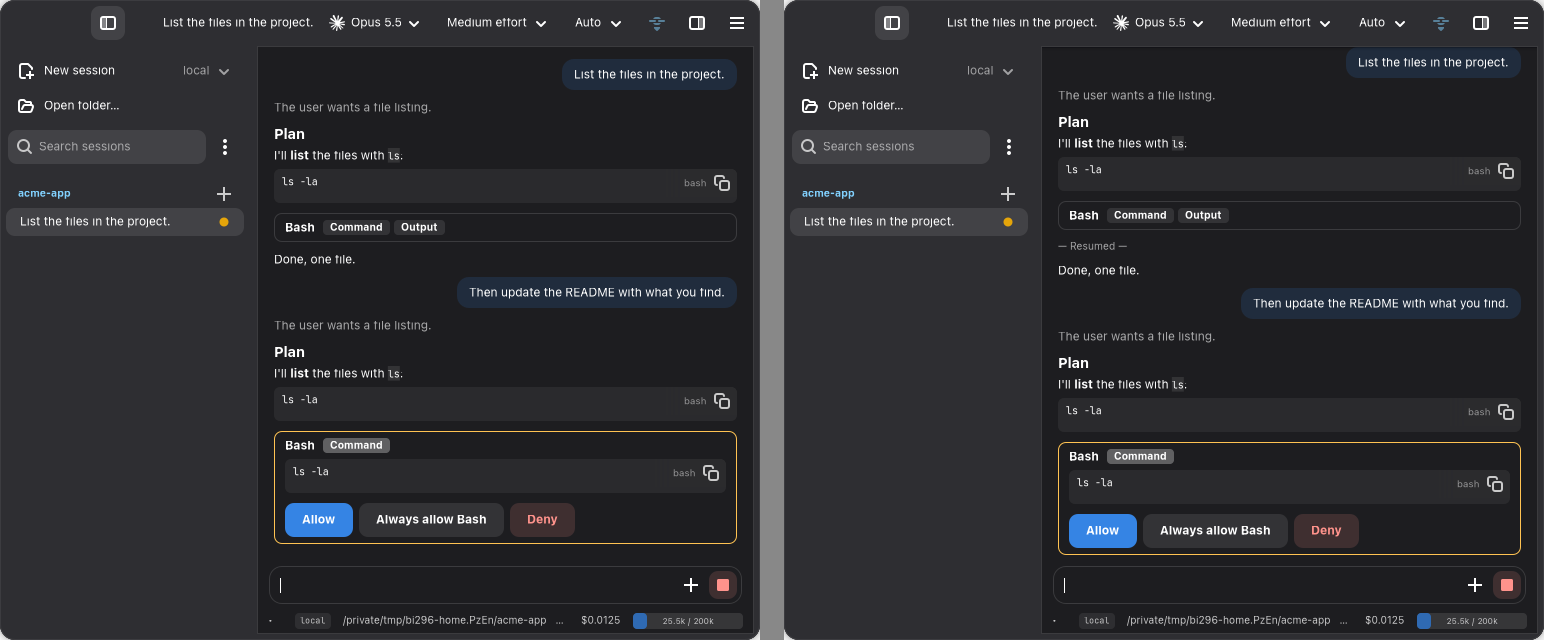 List the files in the project. Opus 5.5 Medium effort Auto
New session local
Open folder...
Search sessions
acme-app
List the files in the project.
List the files in the project.
The user wants a file listing.
Plan
I'll list the files with ls.
ls -la bash
Bash Command Output
Done, one file.
Then update the README with what you find.
The user wants a file listing.
Plan
I'll list the files with ls.
ls -la bash
Bash Command
ls -la bash
Allow Always allow Bash Deny
local /private/tmp/bi296-home.PzEn/acme-app ... $0.0125 25.5k / 200k
List the files in the project. Opus 5.5 Medium effort Auto
New session local
Open folder...
Search sessions
acme-app
List the files in the project.
List the files in the project.
The user wants a file listing.
Plan
I'll list the files with ls.
ls -la bash
Bash Command Output
— Resumed —
Done, one file.
Then update the README with what you find.
The user wants a file listing.
Plan
I'll list the files with ls.
ls -la bash
Bash Command
ls -la bash
Allow Always allow Bash Deny
local /private/tmp/bi296-home.PzEn/acme-app ... $0.0125 25.5k / 200k